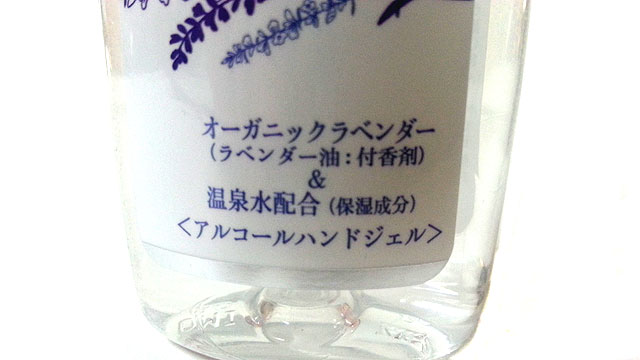 オーガニックラベンダー
（ラベンダー油：付香剤）
&
温泉水配合（保湿成分）
＜アルコールハンドジェル＞